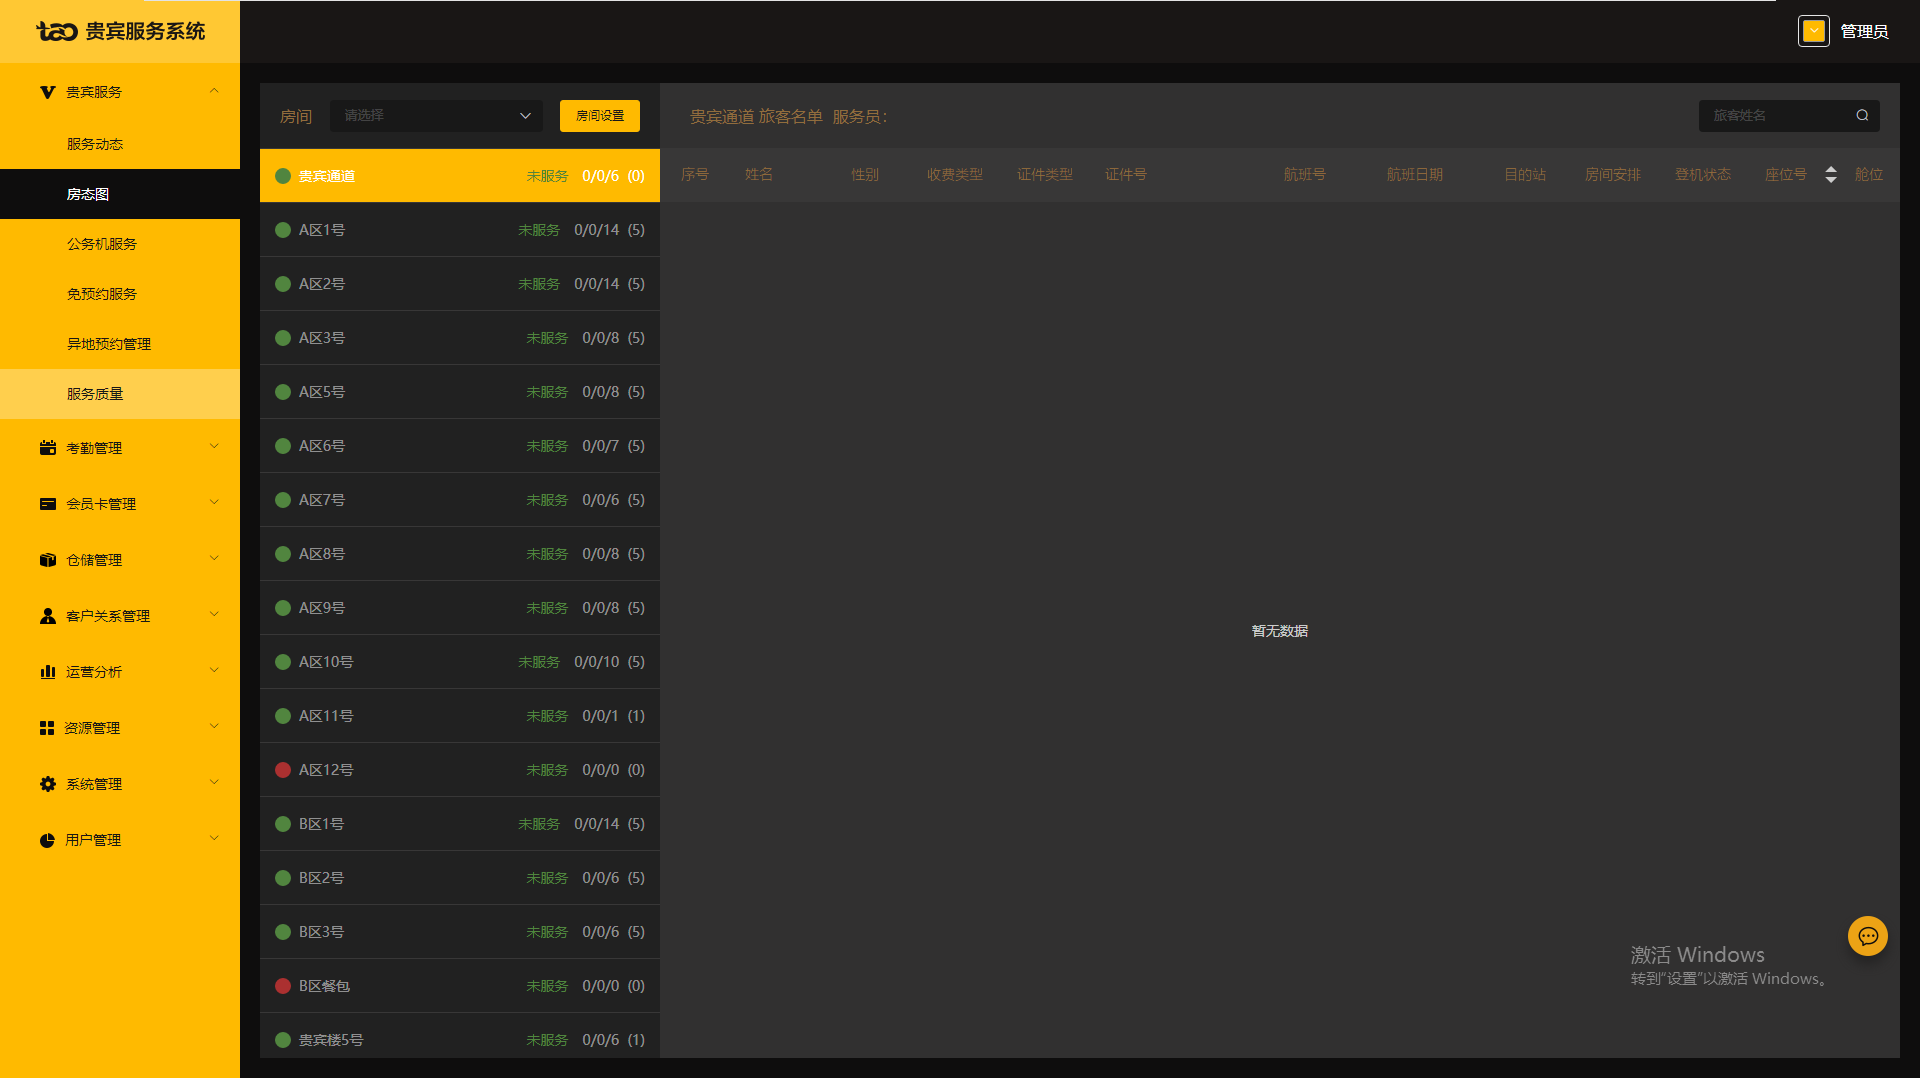 tao 贵宾服务系统
管理员
贵宾服务
服务动态
房态图
公务机服务
免预约服务
异地预约管理
服务质量
考勤管理
会员卡管理
仓储管理
客户关系管理
运营分析
资源管理
系统管理
用户管理
房间 请选择 房间设置
贵宾通道 未服务 0/0/6 (0)
A区1号 未服务 0/0/14 (5)
A区2号 未服务 0/0/14 (5)
A区3号 未服务 0/0/8 (5)
A区5号 未服务 0/0/8 (5)
A区6号 未服务 0/0/7 (5)
A区7号 未服务 0/0/6 (5)
A区8号 未服务 0/0/8 (5)
A区9号 未服务 0/0/8 (5)
A区10号 未服务 0/0/10 (5)
A区11号 未服务 0/0/1 (1)
A区12号 未服务 0/0/0 (0)
B区1号 未服务 0/0/14 (5)
B区2号 未服务 0/0/6 (5)
B区3号 未服务 0/0/6 (5)
B区餐包 未服务 0/0/0 (0)
贵宾楼5号 未服务 0/0/6 (1)
贵宾通道 旅客名单 服务员：
旅客姓名
序号 姓名 性别 收费类型 证件类型 证件号 航班号 航班日期 目的站 房间安排 登机状态 座位号 舱位
暂无数据
激活 Windows
转到“设置”以激活 Windows。